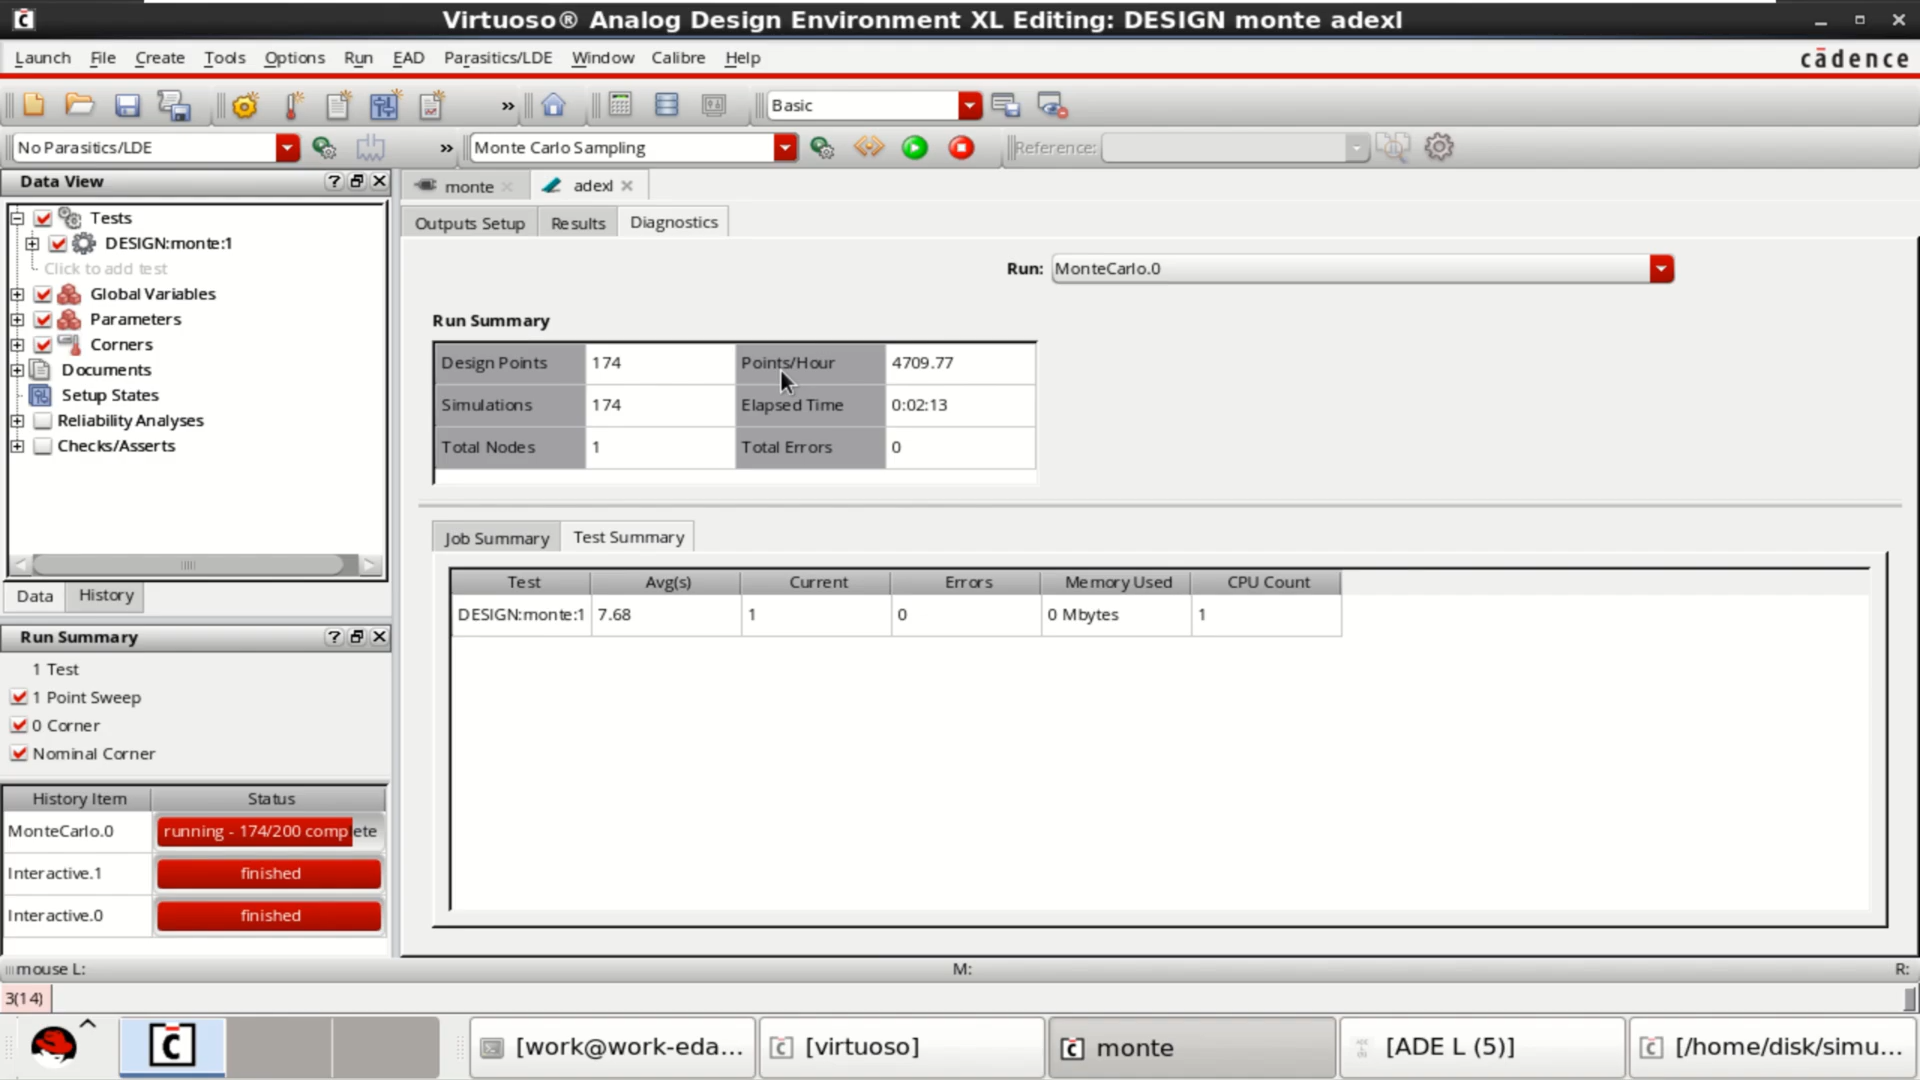 Virtuoso® Analog Design Environment XL Editing: DESIGN monte adexl
Launch File Create Tools Options Run EAD Parasitics/LDE Window Calibre Help
cādence
» Basic
No Parasitics/LDE » Monte Carlo Sampling Reference:
Data View
Tests
DESIGN:monte:1
Click to add test
Global Variables
Parameters
Corners
Documents
Setup States
Reliability Analyses
Checks/Asserts
Data History
Run Summary
1 Test
1 Point Sweep
0 Corner
Nominal Corner
History Item Status
MonteCarlo.0 running - 174/200 complete
Interactive.1 finished
Interactive.0 finished
monte adexl
Outputs Setup Results Diagnostics
Run: MonteCarlo.0
Run Summary
Design Points 174 Points/Hour 4709.77
Simulations 174 Elapsed Time 0:02:13
Total Nodes 1 Total Errors 0
Job Summary Test Summary
Test Avg(s) Current Errors Memory Used CPU Count
DESIGN:monte:1 7.68 1 0 0 Mbytes 1
mouse L: M: R:
3(14)
[work@work-eda... [virtuoso] monte [ADE L (5)] [/home/disk/simu...